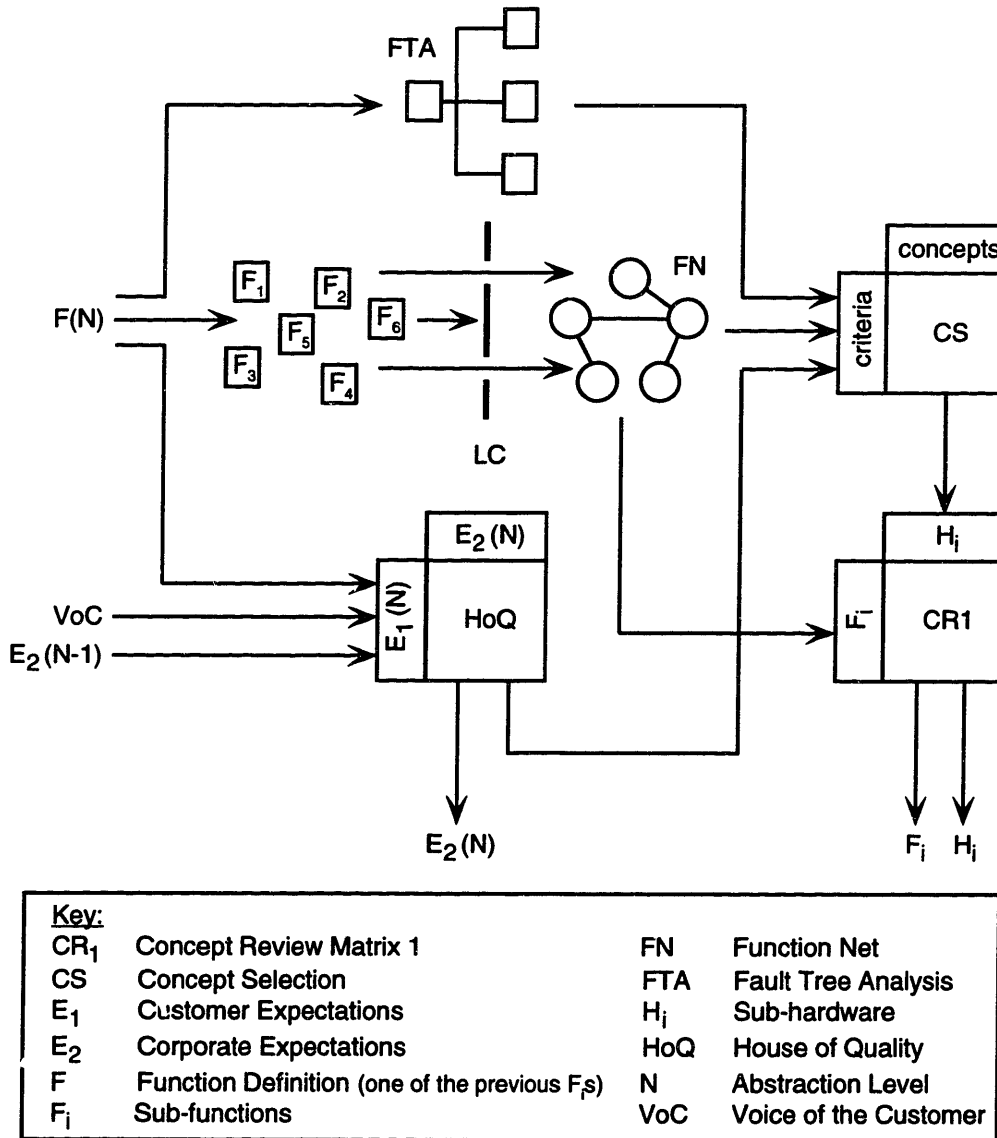 FTA
F₁
F₂
FN
concepts
F(N)
F₅
F₆
criteria
CS
F₃
F₄
LC
E₂ (N)
Hᵢ
VoC
E₁ (N)
HoQ
Fᵢ
CR1
E₂ (N-1)
E₂ (N)
Fᵢ
Hᵢ
Key:
CR₁ Concept Review Matrix 1
FN Function Net
CS Concept Selection
FTA Fault Tree Analysis
E₁ Customer Expectations
Hᵢ Sub-hardware
E₂ Corporate Expectations
HoQ House of Quality
F Function Definition (one of the previous Fᵢs)
N Abstraction Level
Fᵢ Sub-functions
VoC Voice of the Customer